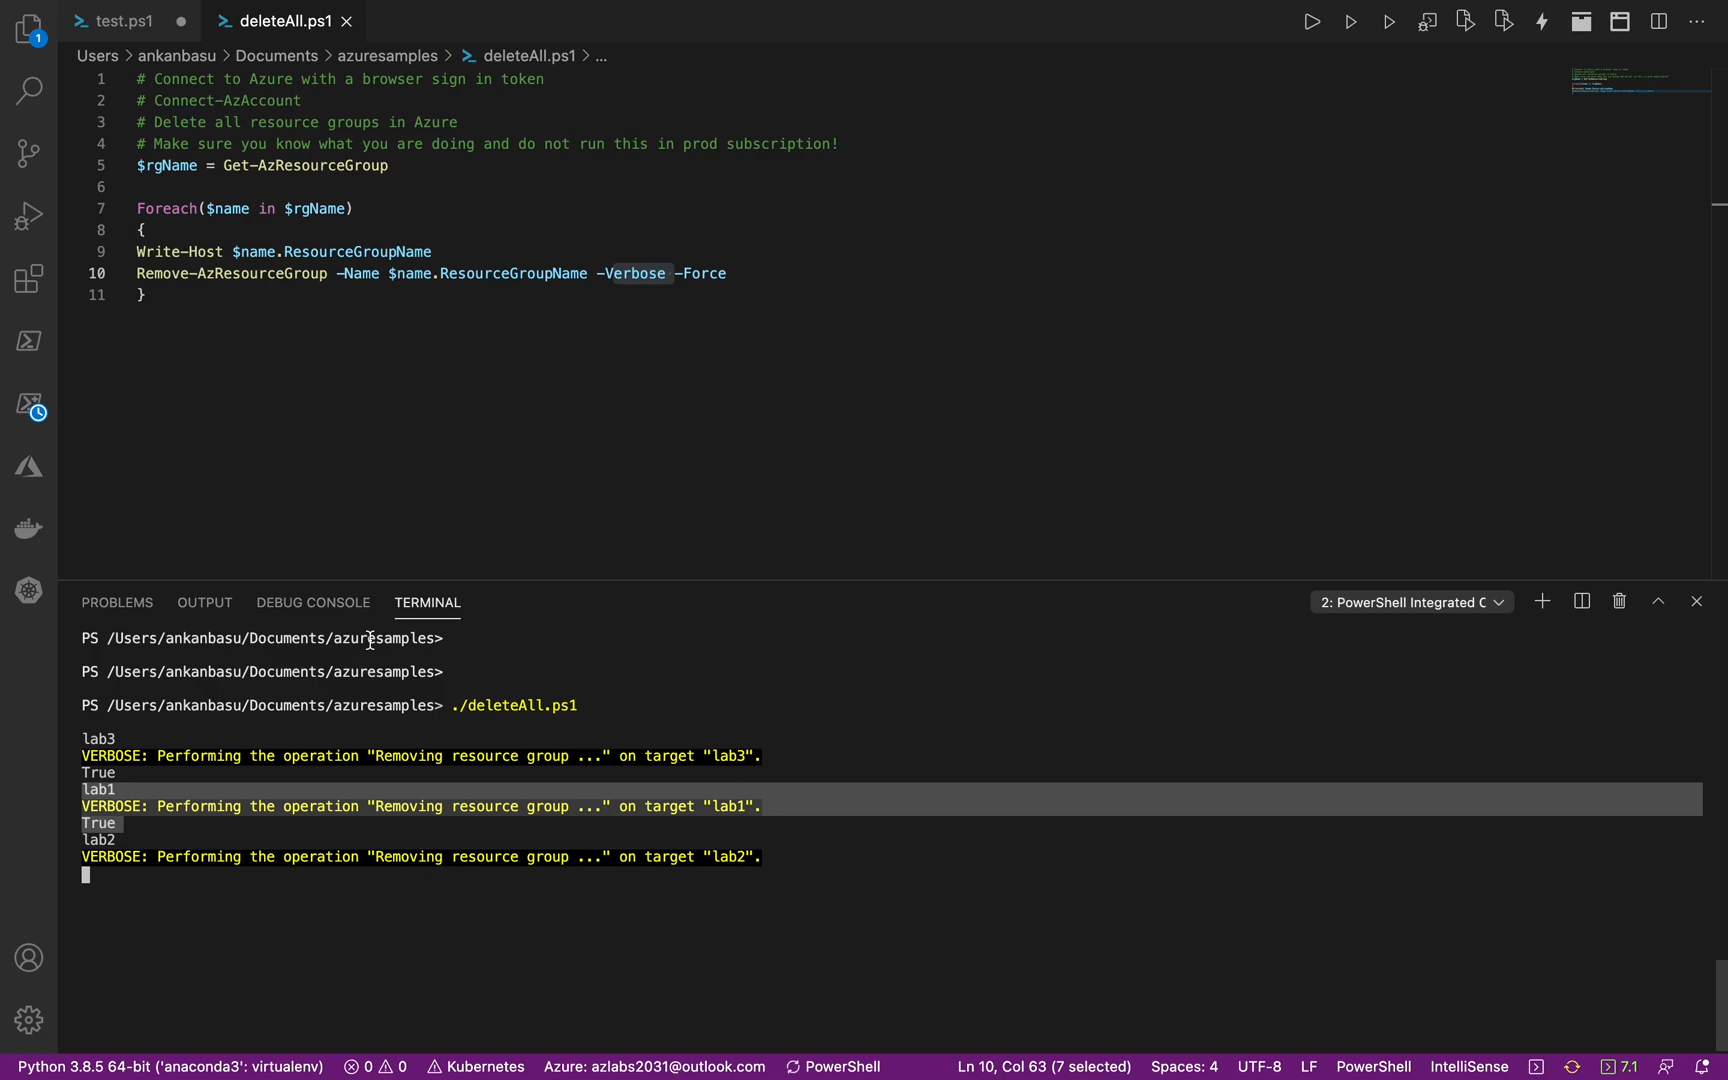 test.ps1
deleteAll.ps1
1
Users > ankanbasu > Documents > azuresamples > deleteAll.ps1 > ...
1 # Connect to Azure with a browser sign in token
2 # Connect-AzAccount
3 # Delete all resource groups in Azure
4 # Make sure you know what you are doing and do not run this in prod subscription!
5 $rgName = Get-AzResourceGroup
6
7 Foreach($name in $rgName)
8 {
9 Write-Host $name.ResourceGroupName
10 Remove-AzResourceGroup -Name $name.ResourceGroupName -Verbose -Force
11 }
PROBLEMS OUTPUT DEBUG CONSOLE TERMINAL 2: PowerShell Integrated C
PS /Users/ankanbasu/Documents/azuresamples>
PS /Users/ankanbasu/Documents/azuresamples>
PS /Users/ankanbasu/Documents/azuresamples> ./deleteAll.ps1
lab3
VERBOSE: Performing the operation "Removing resource group ..." on target "lab3".
True
lab1
VERBOSE: Performing the operation "Removing resource group ..." on target "lab1".
True
lab2
VERBOSE: Performing the operation "Removing resource group ..." on target "lab2".
Python 3.8.5 64-bit ('anaconda3': virtualenv) 0 0 Kubernetes Azure: azlabs2031@outlook.com PowerShell Ln 10, Col 63 (7 selected) Spaces: 4 UTF-8 LF PowerShell IntelliSense 7.1